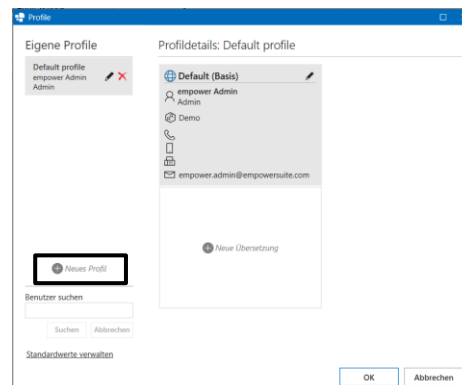 Profile
Eigene Profile
Default profile
empower Admin
Admin
Neues Profil
Benutzer suchen
Suchen Abbrechen
Standardwerte verwalten
Profildetails: Default profile
Default (Basis)
empower Admin
Admin
Demo
empower.admin@empowersuite.com
Neue Übersetzung
OK Abbrechen